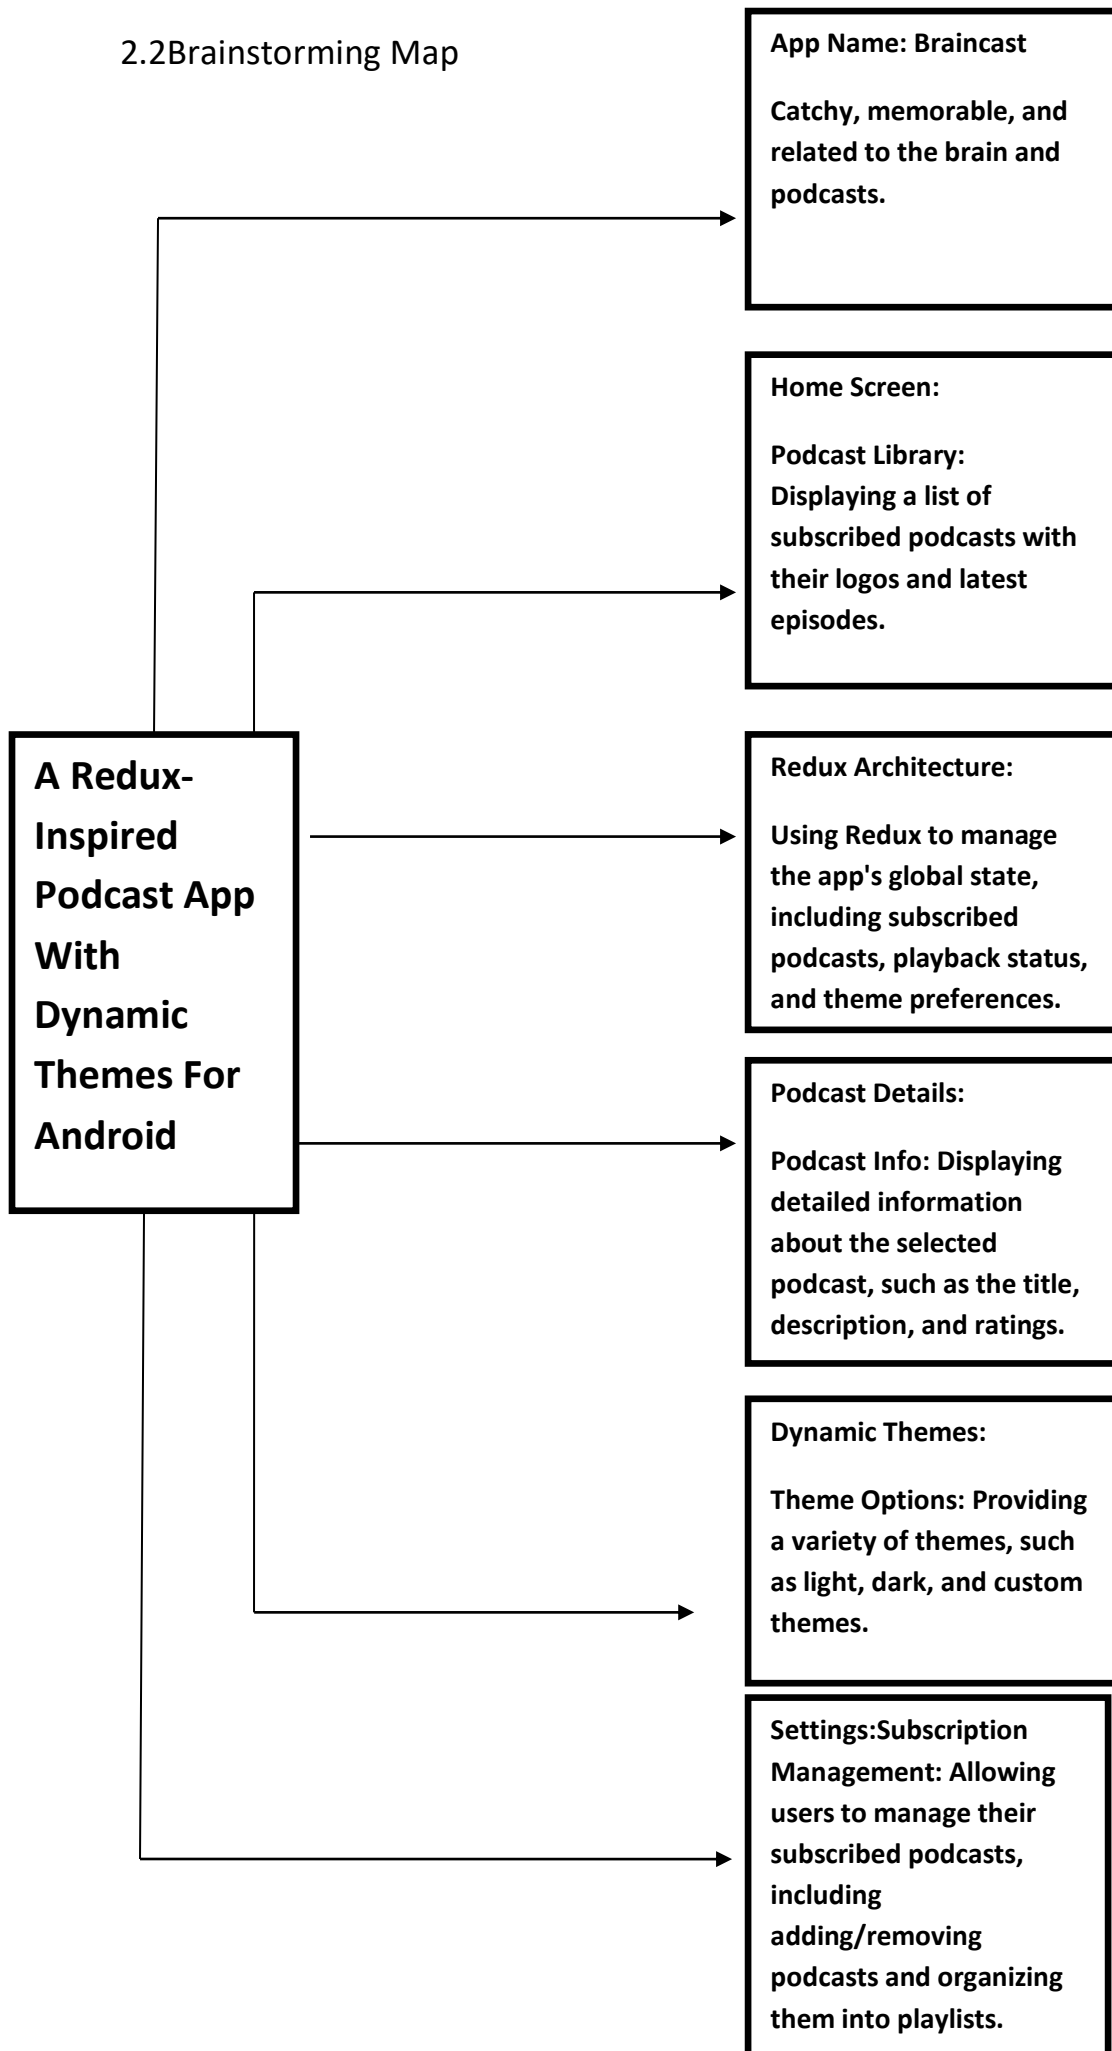 2.2Brainstorming Map
App Name: Braincast
Catchy, memorable, and
related to the brain and
podcasts.
Home Screen:
Podcast Library:
Displaying a list of
subscribed podcasts with
their logos and latest
episodes.
A Redux-
Inspired
Podcast App
With
Dynamic
Themes For
Android
Redux Architecture:
Using Redux to manage
the app's global state,
including subscribed
podcasts, playback status,
and theme preferences.
Podcast Details:
Podcast Info: Displaying
detailed information
about the selected
podcast, such as the title,
description, and ratings.
Dynamic Themes:
Theme Options: Providing
a variety of themes, such
as light, dark, and custom
themes.
Settings:Subscription
Management: Allowing
users to manage their
subscribed podcasts,
including
adding/removing
podcasts and organizing
them into playlists.